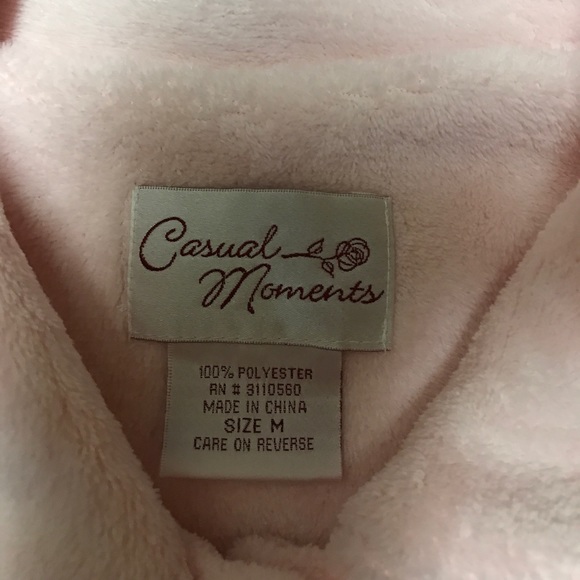 Casual
Moments
100% POLYESTER
RN # 3110560
MADE IN CHINA
SIZE M
CARE ON REVERSE